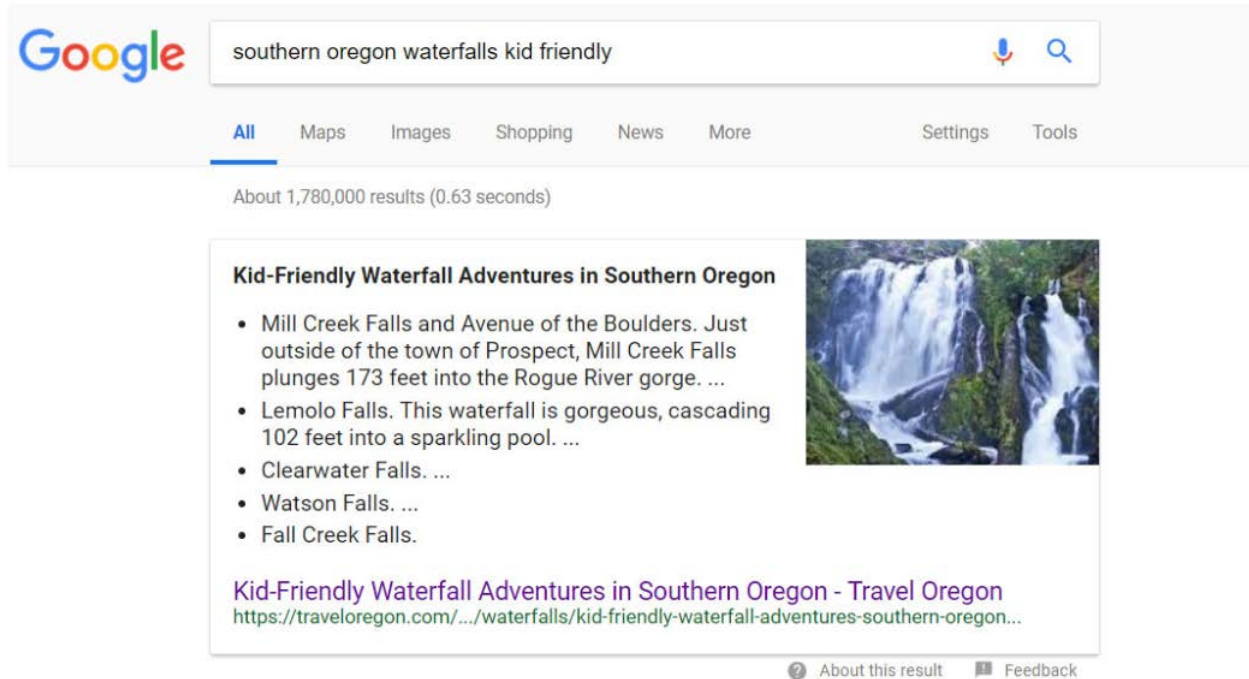 Google
southern oregon waterfalls kid friendly
All Maps Images Shopping News More Settings Tools
About 1,780,000 results (0.63 seconds)
Kid-Friendly Waterfall Adventures in Southern Oregon
• Mill Creek Falls and Avenue of the Boulders. Just
outside of the town of Prospect, Mill Creek Falls
plunges 173 feet into the Rogue River gorge. ...
• Lemolo Falls. This waterfall is gorgeous, cascading
102 feet into a sparkling pool. ...
• Clearwater Falls. ...
• Watson Falls. ...
• Fall Creek Falls.
Kid-Friendly Waterfall Adventures in Southern Oregon - Travel Oregon
https://traveloregon.com/.../waterfalls/kid-friendly-waterfall-adventures-southern-oregon...
About this result Feedback